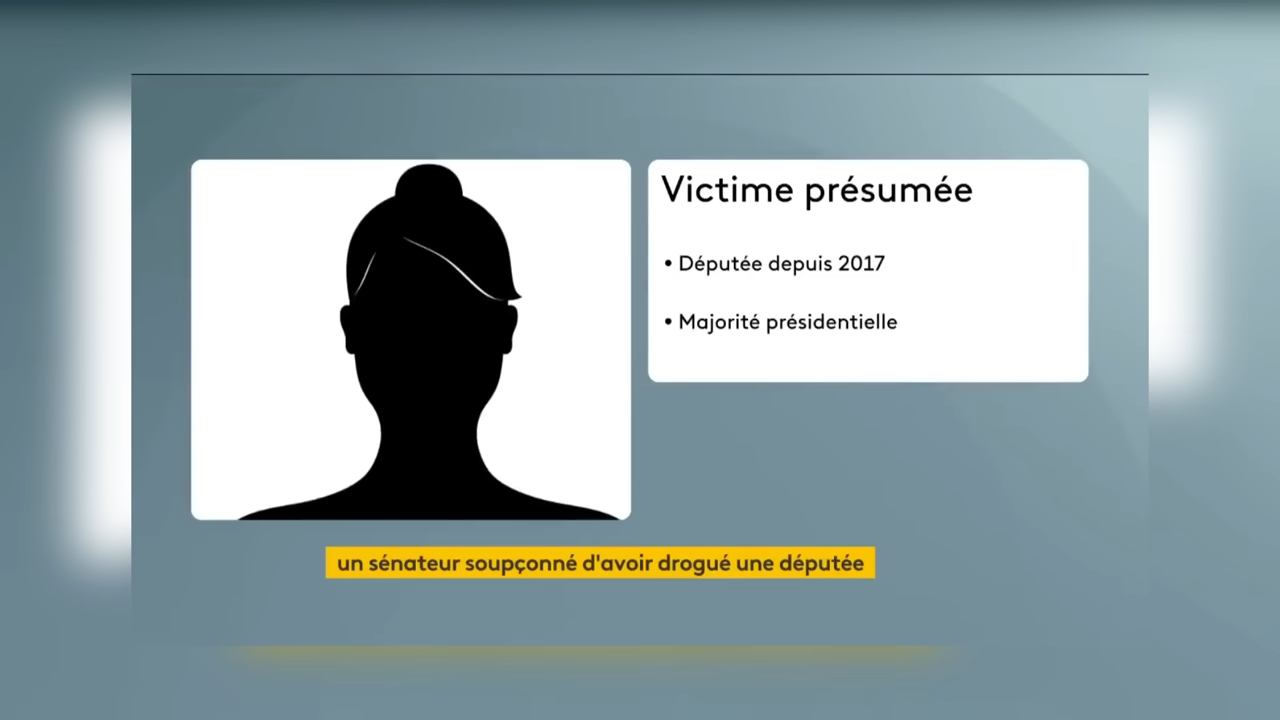 Victime présumée
• Députée depuis 2017
• Majorité présidentielle
un sénateur soupçonné d'avoir drogué une députée